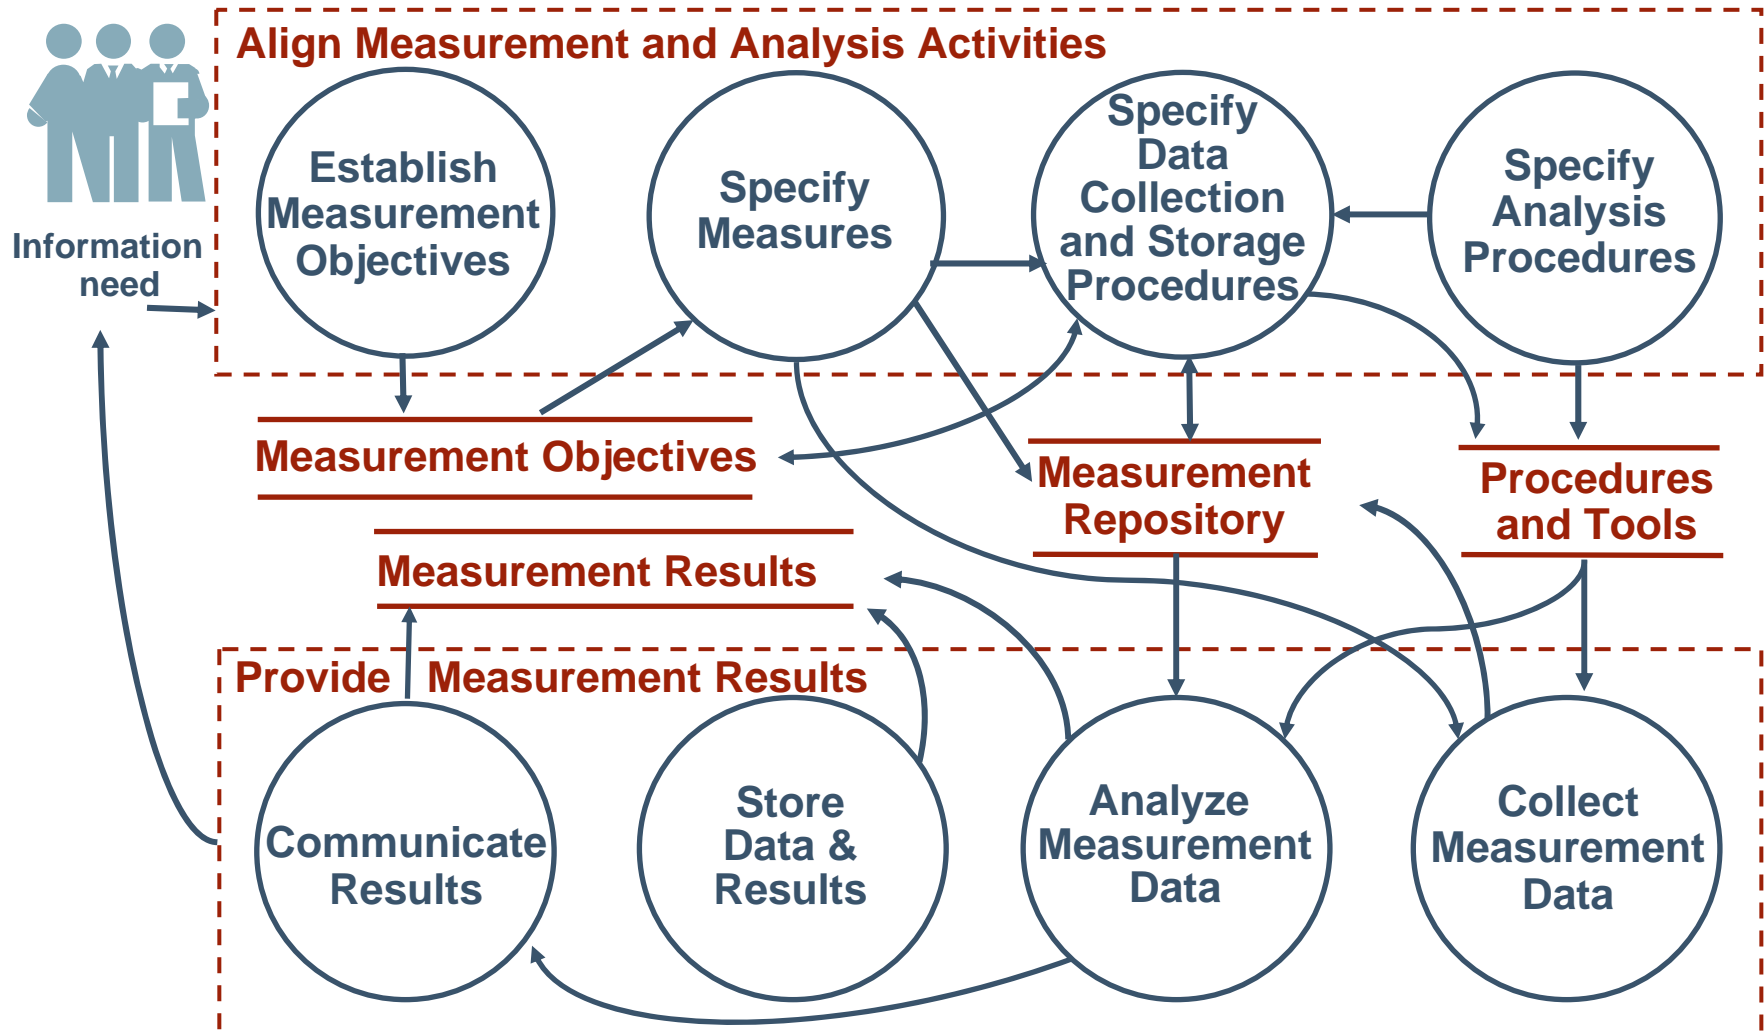 Align Measurement and Analysis Activities
Information
need
Establish
Measurement
Objectives
Specify
Measures
Specify
Data
Collection
and Storage
Procedures
Specify
Analysis
Procedures
Measurement Objectives
Measurement
Repository
Procedures
and Tools
Measurement Results
Provide Measurement Results
Communicate
Results
Store
Data &
Results
Analyze
Measurement
Data
Collect
Measurement
Data